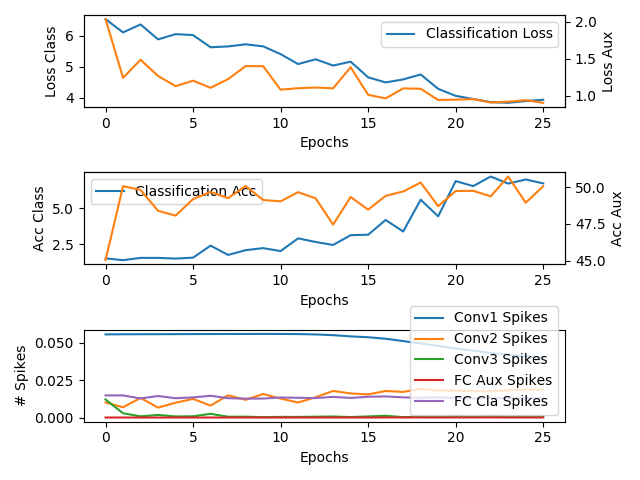 Classification Loss
Loss Class
6
5
4
2.0
1.5
1.0
Loss Aux
0 5 10 15 20 25
Epochs
Classification Acc
Acc Class
5.0
2.5
50.0
47.5
45.0
Acc Aux
0 5 10 15 20 25
Epochs
# Spikes
0.050
0.025
0.000
Conv1 Spikes
Conv2 Spikes
Conv3 Spikes
FC Aux Spikes
FC Cla Spikes
0 5 10 15 20 25
Epochs